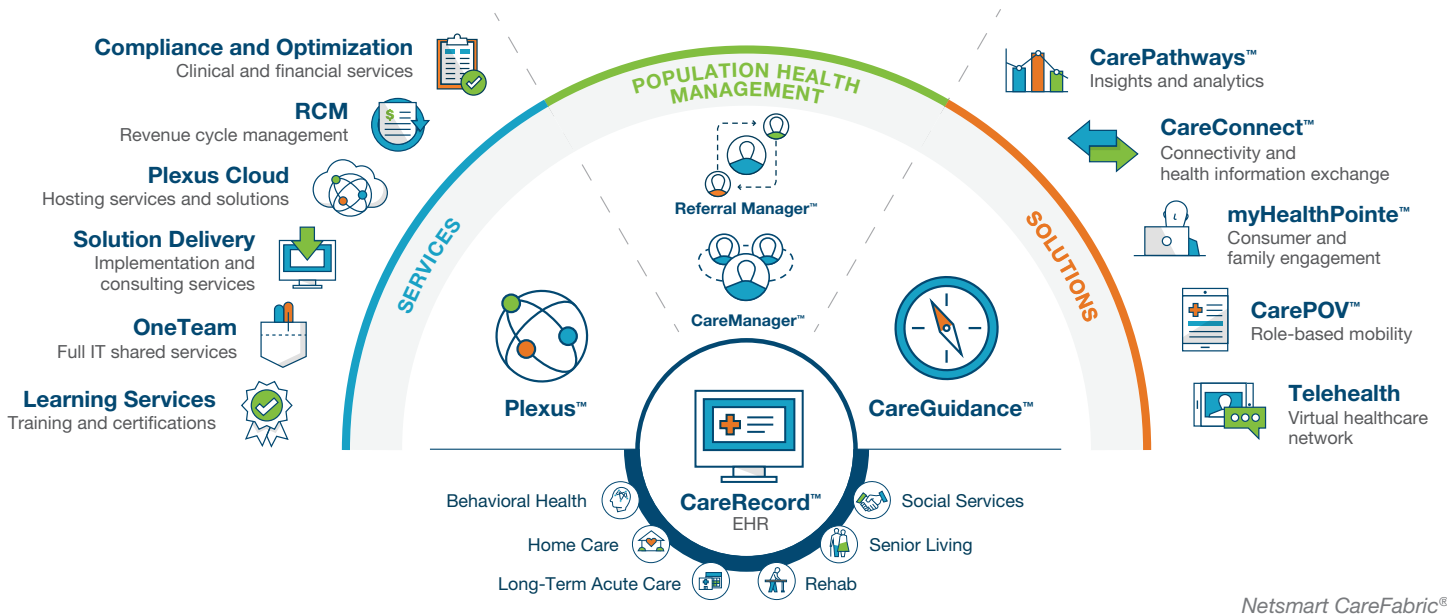 Compliance and Optimization
Clinical and financial services
RCM
Revenue cycle management
Plexus Cloud
Hosting services and solutions
Solution Delivery
Implementation and
consulting services
OneTeam
Full IT shared services
Learning Services
Training and certifications
SERVICES
POPULATION HEALTH
MANAGEMENT
SOLUTIONS
$
Referral Manager™
CareManager™
Plexus™
CareGuidance™
CareRecord™
EHR
Behavioral Health
Home Care
Long-Term Acute Care
Social Services
Senior Living
Rehab
CarePathways™
Insights and analytics
CareConnect™
Connectivity and
health information exchange
myHealthPointe™
Consumer and
family engagement
CarePOV™
Role-based mobility
Telehealth
Virtual healthcare
network
Netsmart CareFabric®